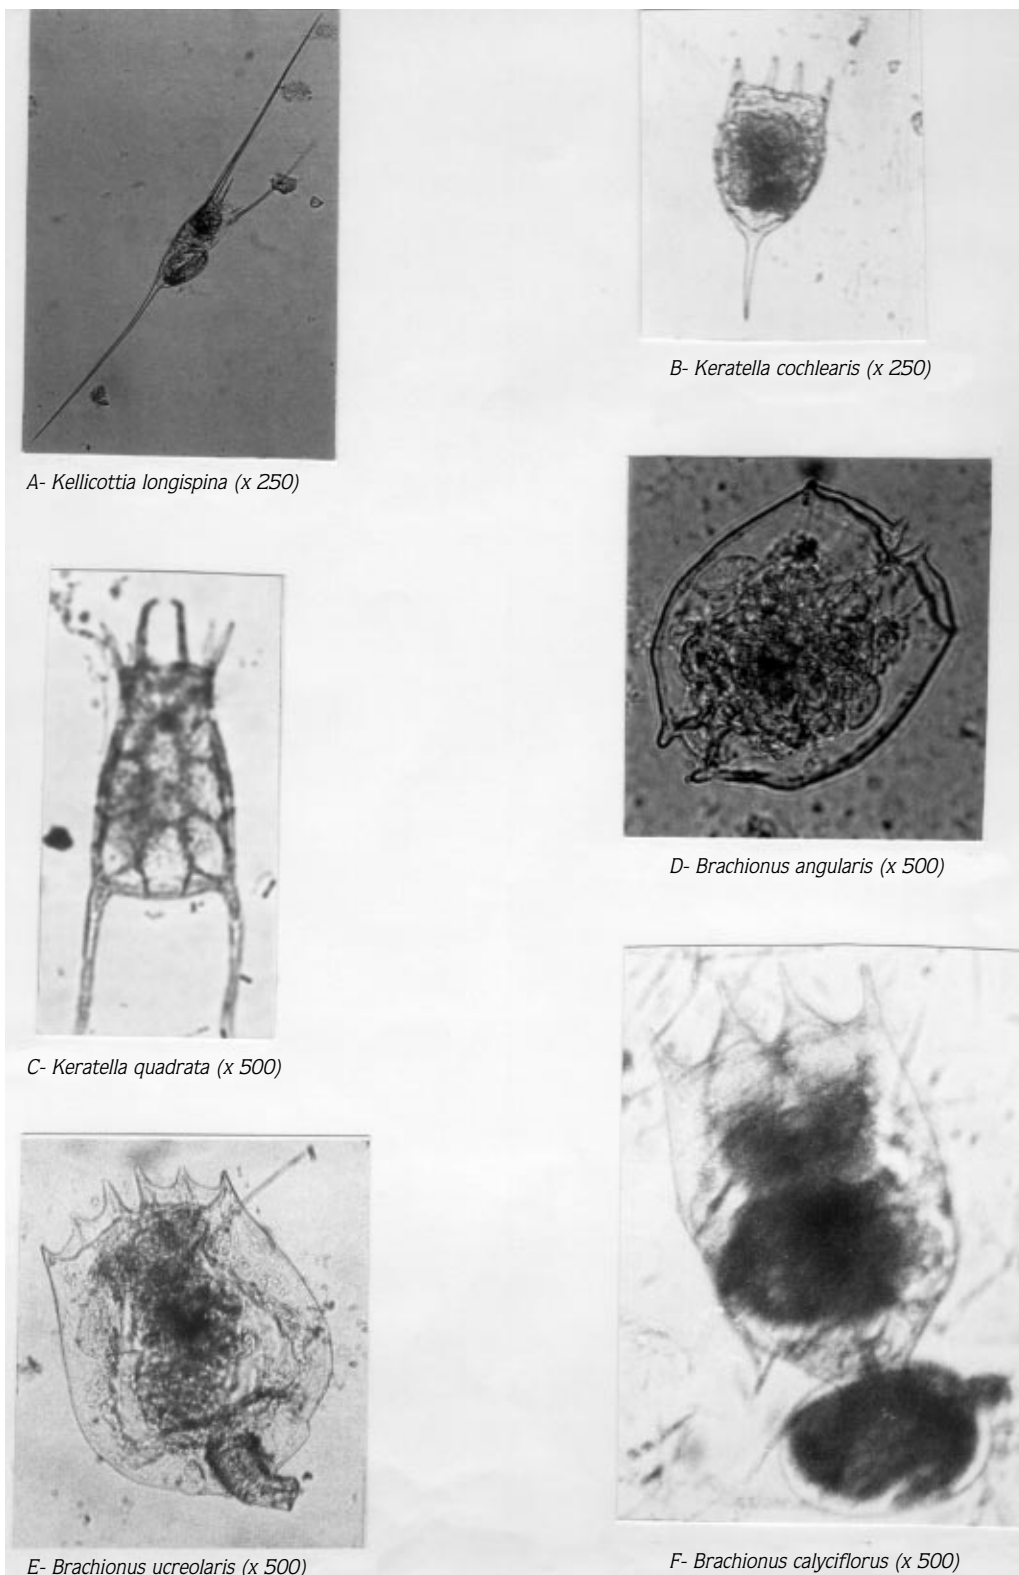 B- Keratella cochlearis (x 250)
A- Kellicottia longispina (x 250)
D- Brachionus angularis (x 500)
C- Keratella quadrata (x 500)
E- Brachionus ucreolaris (x 500)
F- Brachionus calyciflorus (x 500)